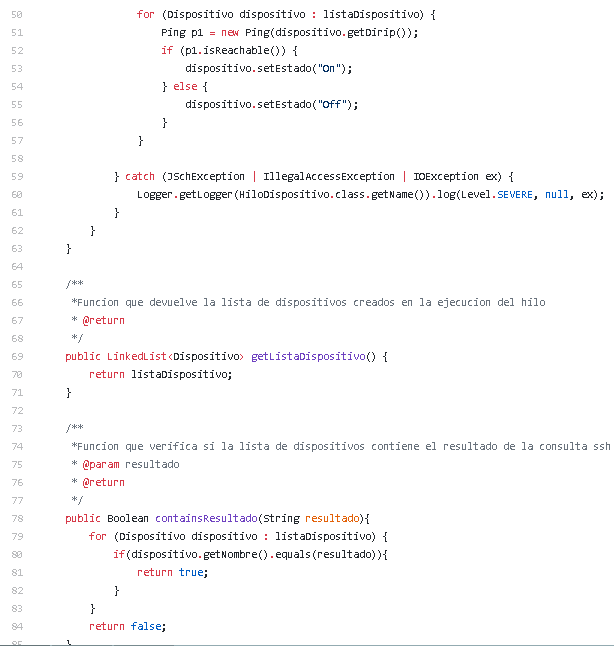 50 for (Dispositivo dispositivo : listaDispositivo) {
51 Ping p1 = new Ping(dispositivo.getDirip());
52 if (p1.isReachable()) {
53 dispositivo.setEstado("On");
54 } else {
55 dispositivo.setEstado("Off");
56 }
57 }
58
59 } catch (JSchException | IllegalAccessException | IOException ex) {
60 Logger.getLogger(HiloDispositivo.class.getName()).log(Level.SEVERE, null, ex);
61 }
62 }
63 }
64
65 /**
66 *Funcion que devuelve la lista de dispositivos creados en la ejecucion del hilo
67 * @return
68 */
69 public LinkedList<Dispositivo> getListaDispositivo() {
70 return listaDispositivo;
71 }
72
73 /**
74 *Funcion que verifica si la lista de dispositivos contiene el resultado de la consulta ssh
75 * @param resultado
76 * @return
77 */
78 public Boolean containsResultado(String resultado){
79 for (Dispositivo dispositivo : listaDispositivo) {
80 if(dispositivo.getNombre().equals(resultado)){
81 return true;
82 }
83 }
84 return false;
85 }